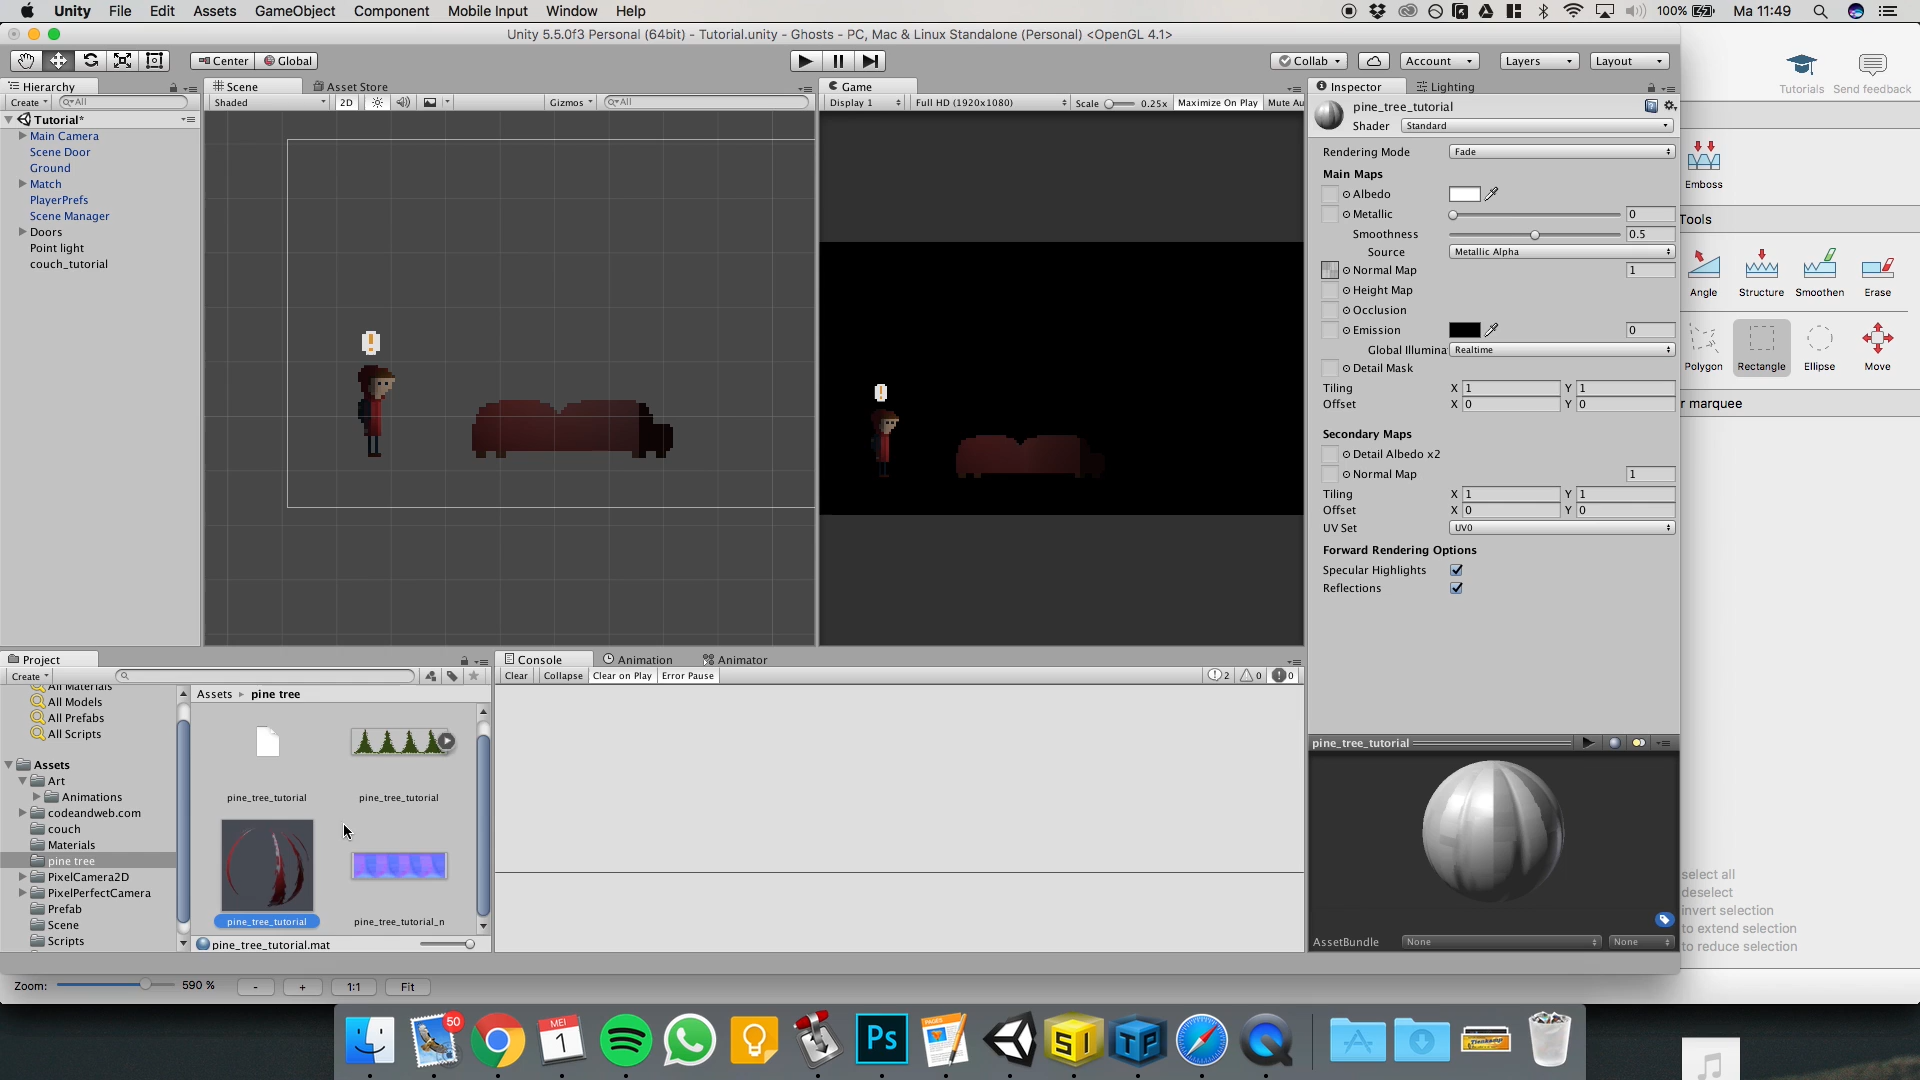 Unity File Edit Assets GameObject Component Mobile Input Window Help
100% Ma 11:49
Unity 5.5.0f3 Personal (64bit) - Tutorial.unity - Ghosts - PC, Mac & Linux Standalone (Personal) <OpenGL 4.1>
Center Global
Collab Account Layers Layout
Tutorials Send feedback
Hierarchy
Create All
Tutorial*
Main Camera
Scene Door
Ground
Match
PlayerPrefs
Scene Manager
Doors
Point light
couch_tutorial
Scene Asset Store
Shaded 2D Gizmos All
Game
Display 1 Full HD (1920x1080) Scale 0.25x Maximize On Play Mute Au
Inspector Lighting
pine_tree_tutorial
Shader Standard
Rendering Mode Fade
Main Maps
Albedo
Metallic 0
Smoothness 0.5
Source Metallic Alpha
Normal Map 1
Height Map
Occlusion
Emission 0
Global Illumina Realtime
Detail Mask
Tiling X 1 Y 1
Offset X 0 Y 0
Secondary Maps
Detail Albedo x2
Normal Map 1
Tiling X 1 Y 1
Offset X 0 Y 0
UV Set UV0
Forward Rendering Options
Specular Highlights
Reflections
pine_tree_tutorial
AssetBundle None None
Emboss
Tools
Angle Structure Smoothen Erase
Polygon Rectangle Ellipse Move
r marquee
select all
deselect
invert selection
to extend selection
to reduce selection
Project
Create
All Materials
All Models
All Prefabs
All Scripts
Assets
Art
Animations
codeandweb.com
couch
Materials
pine tree
PixelCamera2D
PixelPerfectCamera
Prefab
Scene
Scripts
Assets pine tree
pine_tree_tutorial pine_tree_tutorial
pine_tree_tutorial pine_tree_tutorial_n
pine_tree_tutorial.mat
Console Animation Animator
Clear Collapse Clear on Play Error Pause 2 0 0
Zoom: 590 % - + 1:1 Fit
50
MEI
1
Ps
PAGES
SI
TP